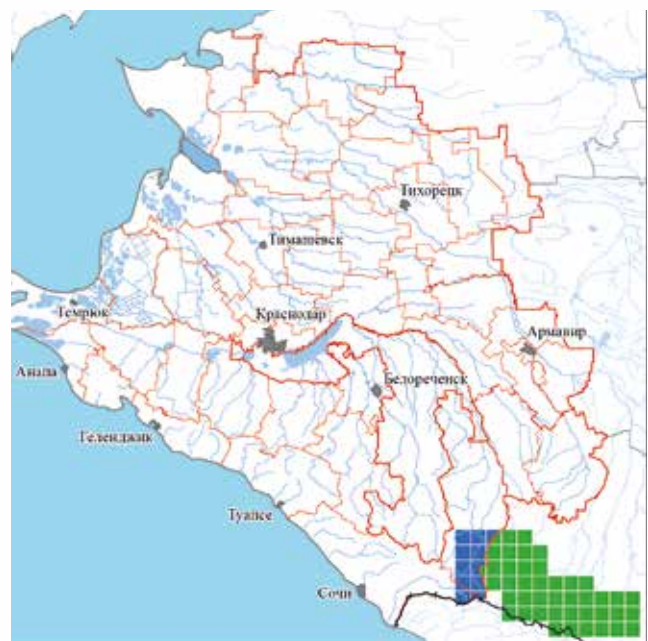 Тихорецк
Тимашевск
Темрюк
Краснодар
Армавир
Анапа
Белореченск
Геленджик
Туапсе
Сочи